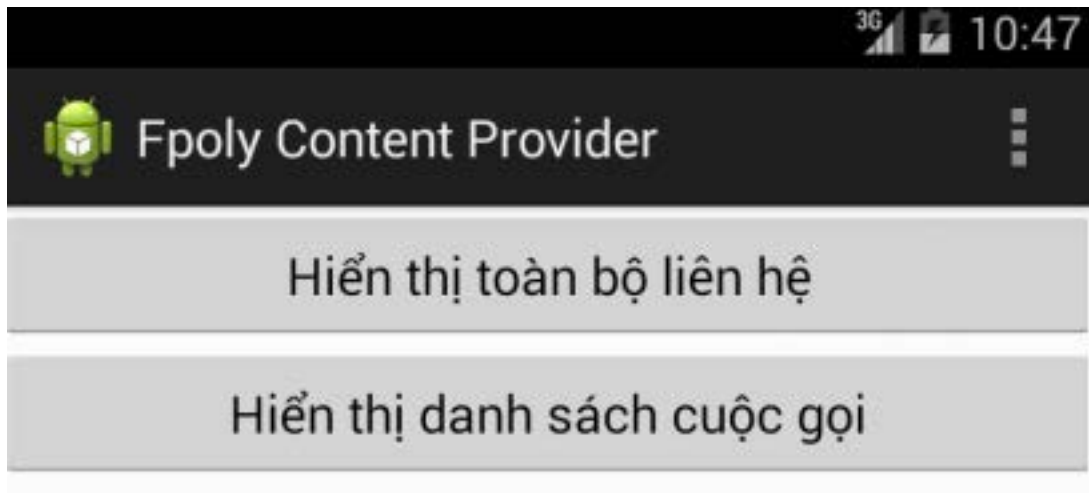 3G 10:47
Fpoly Content Provider
Hiển thị toàn bộ liên hệ
Hiển thị danh sách cuộc gọi